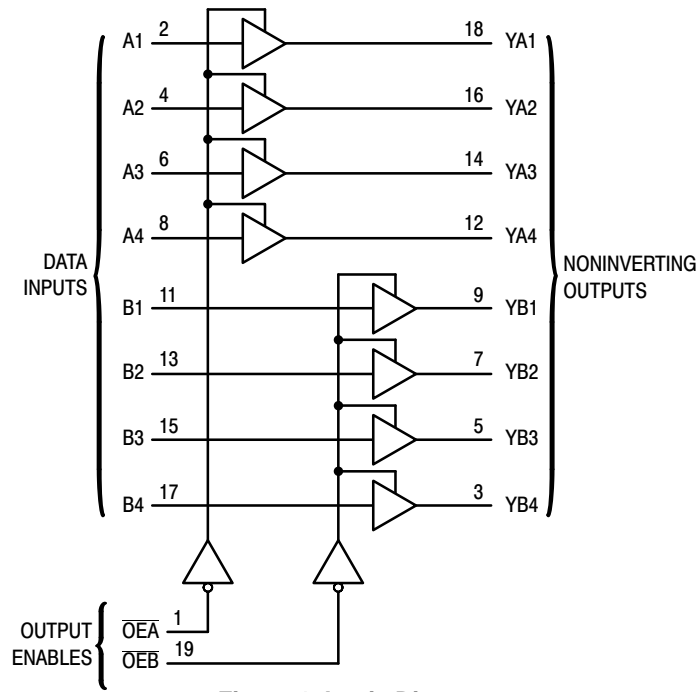 A1 2 18 YA1
A2 4 16 YA2
A3 6 14 YA3
A4 8 12 YA4
DATA
INPUTS
NONINVERTING
OUTPUTS
B1 11 9 YB1
B2 13 7 YB2
B3 15 5 YB3
B4 17 3 YB4
OUTPUT
ENABLES
O̅E̅A̅ 1
O̅E̅B̅ 19